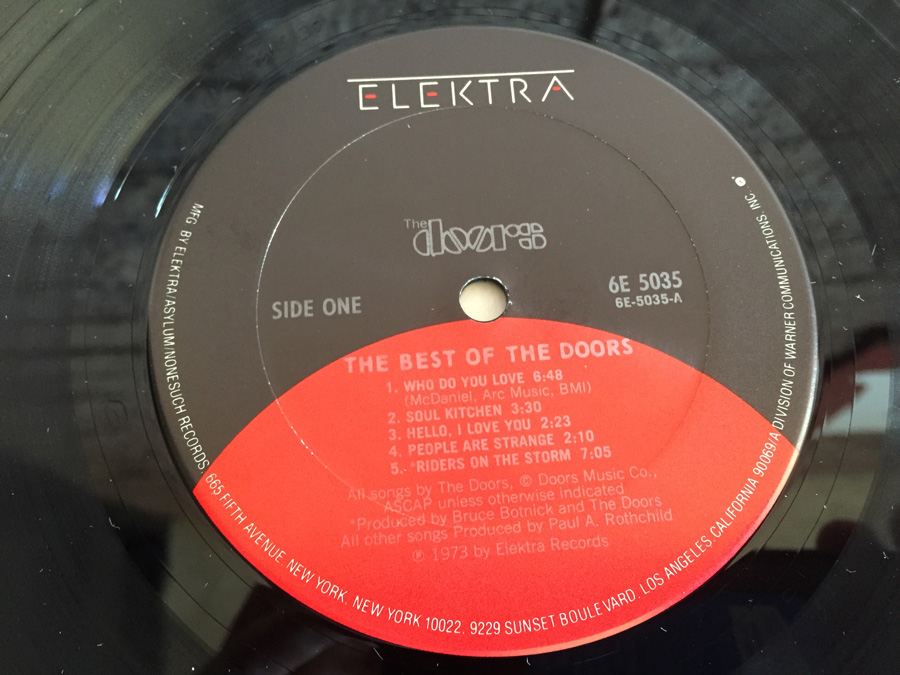 ELEKTRA
The
doors
SIDE ONE
6E 5035
6E-5035-A
THE BEST OF THE DOORS
1. WHO DO YOU LOVE 6:48
(McDaniel, Arc Music, BMI)
2. SOUL KITCHEN 3:30
3. HELLO, I LOVE YOU 2:23
4. PEOPLE ARE STRANGE 2:10
5. *RIDERS ON THE STORM 7:05
All songs by The Doors, © Doors Music Co.,
ASCAP unless otherwise indicated
*Produced by Bruce Botnick and The Doors
All other songs Produced by Paul A. Rothchild
℗ 1973 by Elektra Records
MFG. BY ELEKTRA/ASYLUM/NONESUCH RECORDS, 665 FIFTH AVENUE, NEW YORK, NEW YORK 10022. 9229 SUNSET BOULEVARD, LOS ANGELES, CALIFORNIA 90069/A DIVISION OF WARNER COMMUNICATIONS, INC.